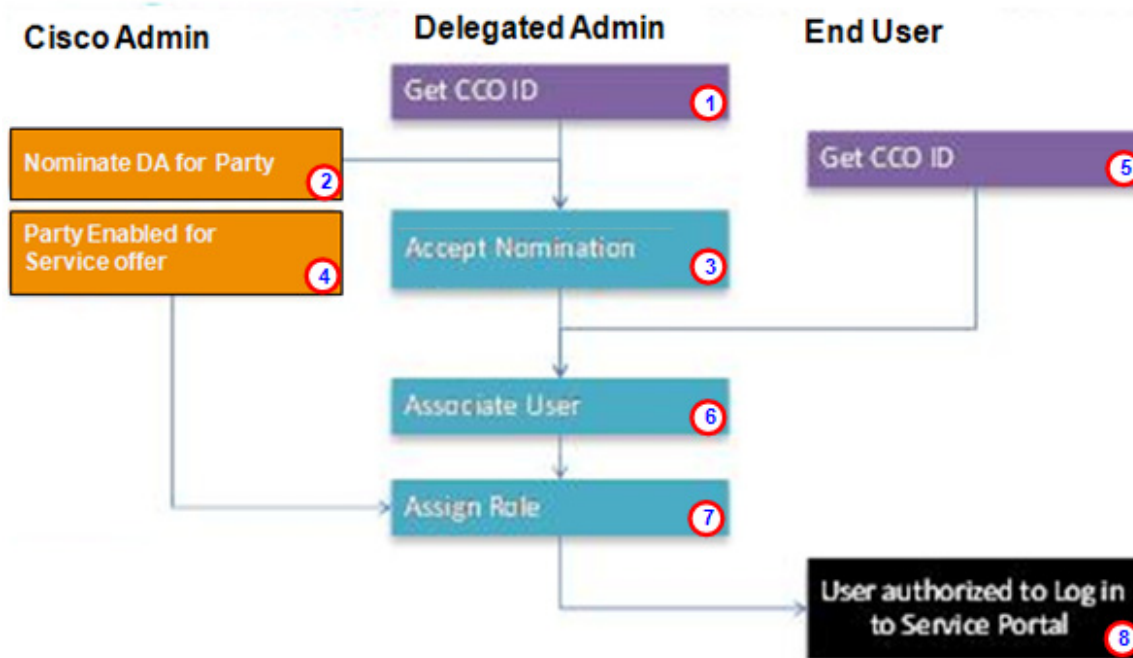 Cisco Admin
Delegated Admin
End User
Get CCO ID
1
Nominate DA for Party
2
Get CCO ID
5
Party Enabled for
Service offer
4
Accept Nomination
3
Associate User
6
Assign Role
7
User authorized to Log in
to Service Portal
8